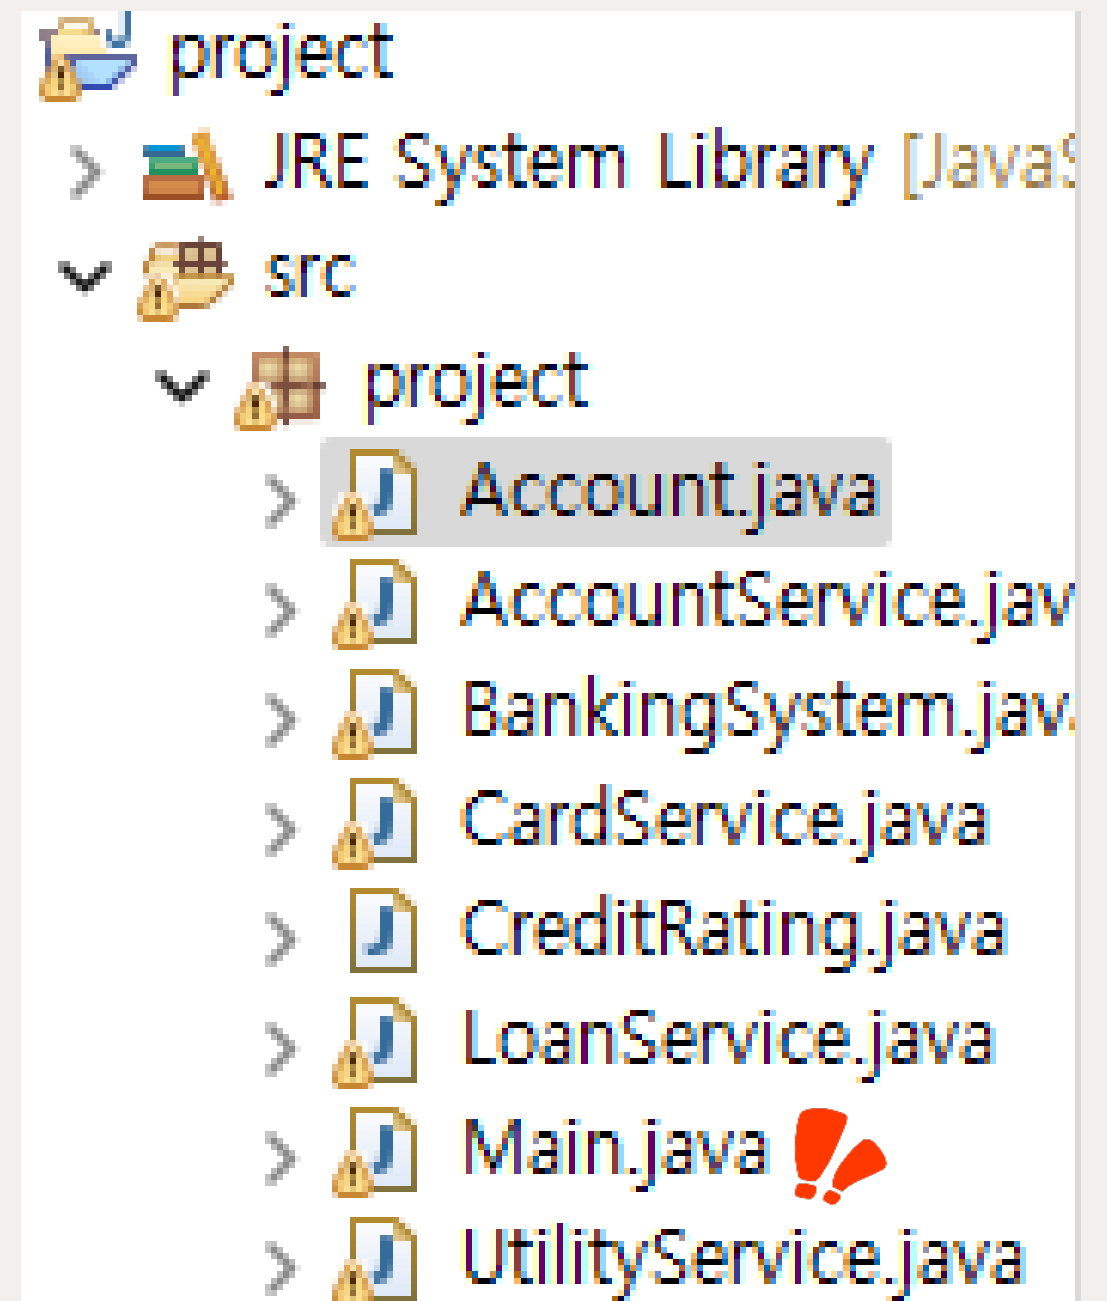 project
JRE System Library [JavaS
src
project
Account.java
AccountService.jav
BankingSystem.jav
CardService.java
CreditRating.java
LoanService.java
Main.java
UtilityService.java